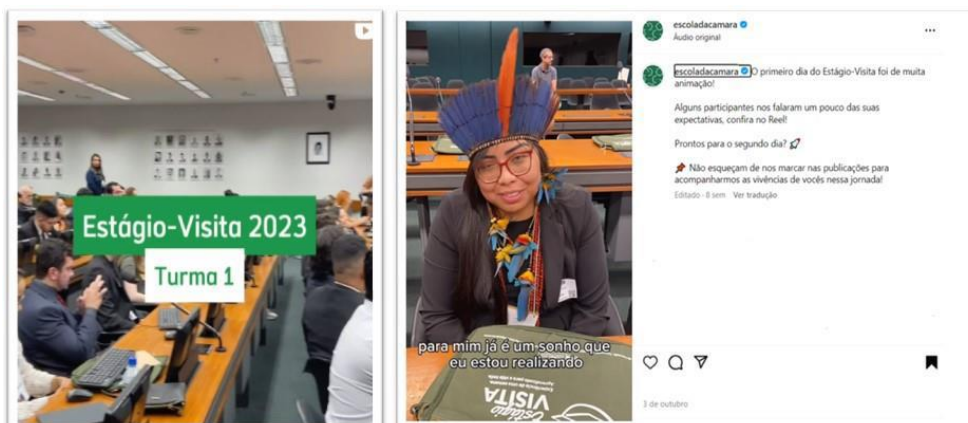 Estágio-Visita 2023
Turma 1
para mim já é um sonho que
eu estou realizando
Estágio
VISITA
escoladacamara
Áudio original
escoladacamara O primeiro dia do Estágio-Visita foi de muita
animação!
Alguns participantes nos falaram um pouco das suas
expectativas, confira no Reel!
Prontos para o segundo dia? 🚀
📌 Não esqueçam de nos marcar nas publicações para
acompanharmos as vivências de vocês nessa jornada!
Editado · 8 sem Ver tradução
3 de outubro